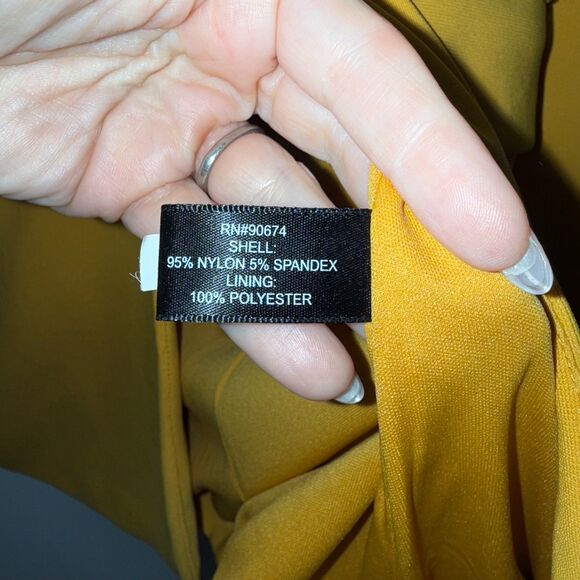 RN#90674
SHELL:
95% NYLON 5% SPANDEX
LINING:
100% POLYESTER